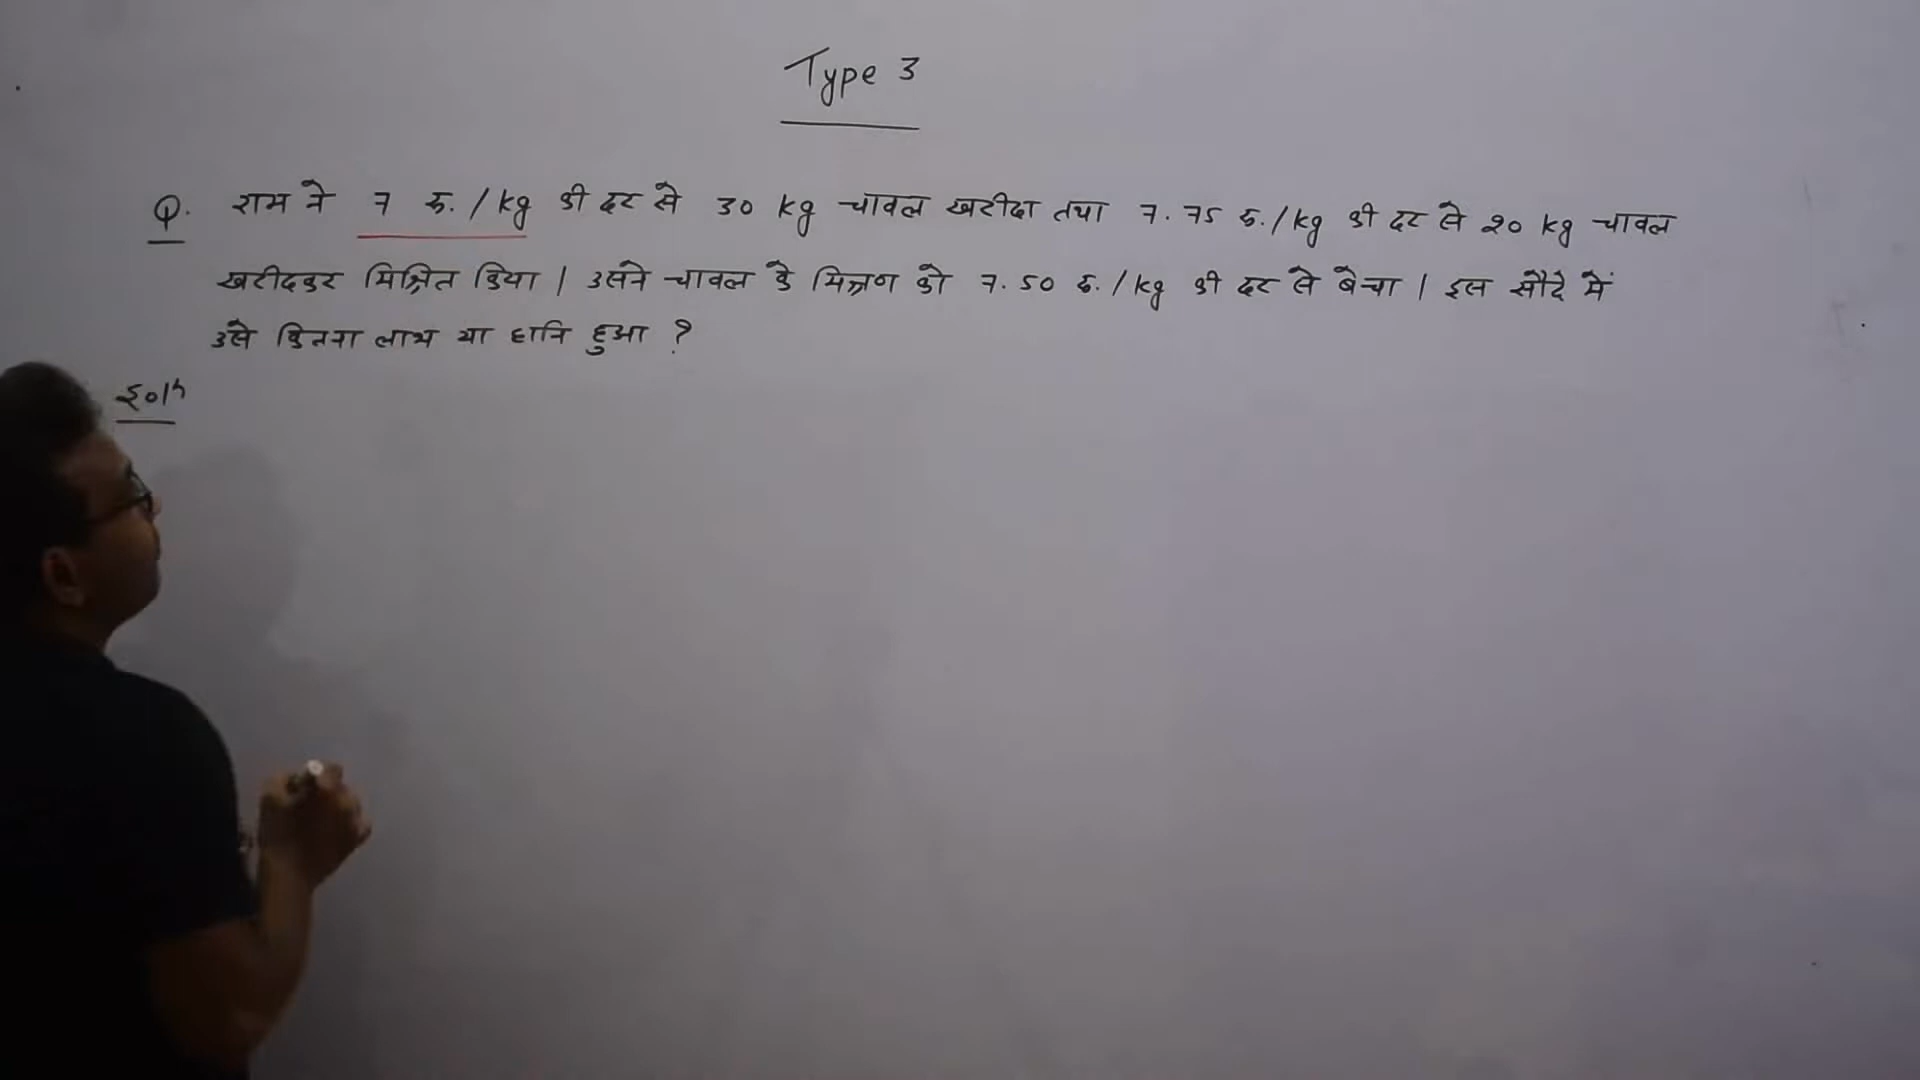 Type 3
Q. राम ने 7 रु. / kg की दर से 30 kg चावल खरीदा तथा 7.75 रु. / kg की दर से 20 kg चावल
खरीदकर मिश्रित किया | उसने चावल के मिश्रण को 7.50 रु. / kg की दर से बेचा | इस सौदे में
उसे कितना लाभ या हानि हुआ ?
Solⁿ